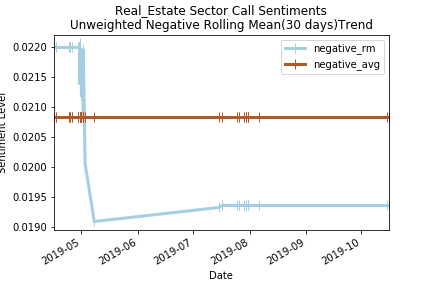 Real_Estate Sector Call Sentiments
Unweighted Negative Rolling Mean(30 days)Trend
negative_rm
negative_avg
Sentiment Level
0.0220
0.0215
0.0210
0.0205
0.0200
0.0195
0.0190
2019-05
2019-06
2019-07
2019-08
2019-09
2019-10
Date